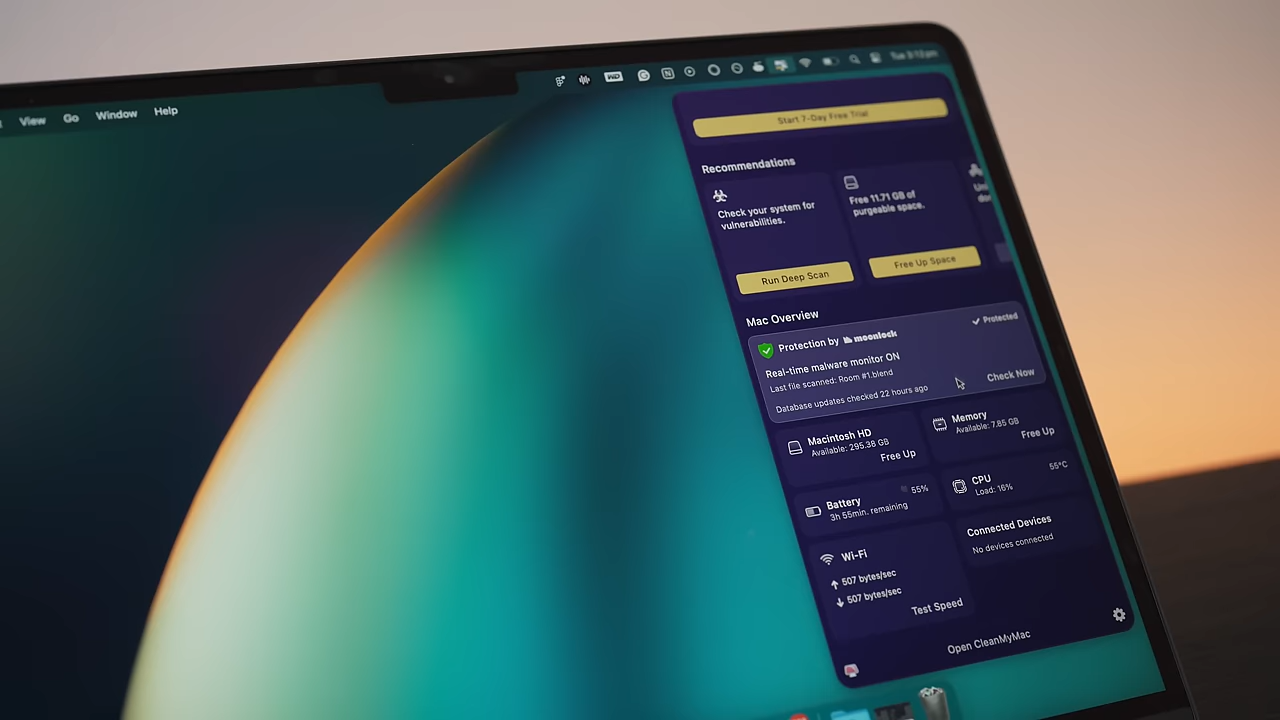 View Go Window Help
Tue 3:13 pm
Start 7-Day Free Trial
Recommendations
Check your system for
vulnerabilities.
Run Deep Scan
Free 11.71 GB of
purgeable space.
Free Up Space
Mac Overview
Protection by moonlock
Protected
Real-time malware monitor ON
Last file scanned: Room #1.blend
Database updates checked 22 hours ago
Check Now
Macintosh HD
Available: 295.38 GB
Free Up
Memory
Available: 7.85 GB
Free Up
Battery
55%
3h 55min. remaining
CPU
55°C
Load: 16%
Wi-Fi
507 bytes/sec
507 bytes/sec
Test Speed
Connected Devices
No devices connected
Open CleanMyMac